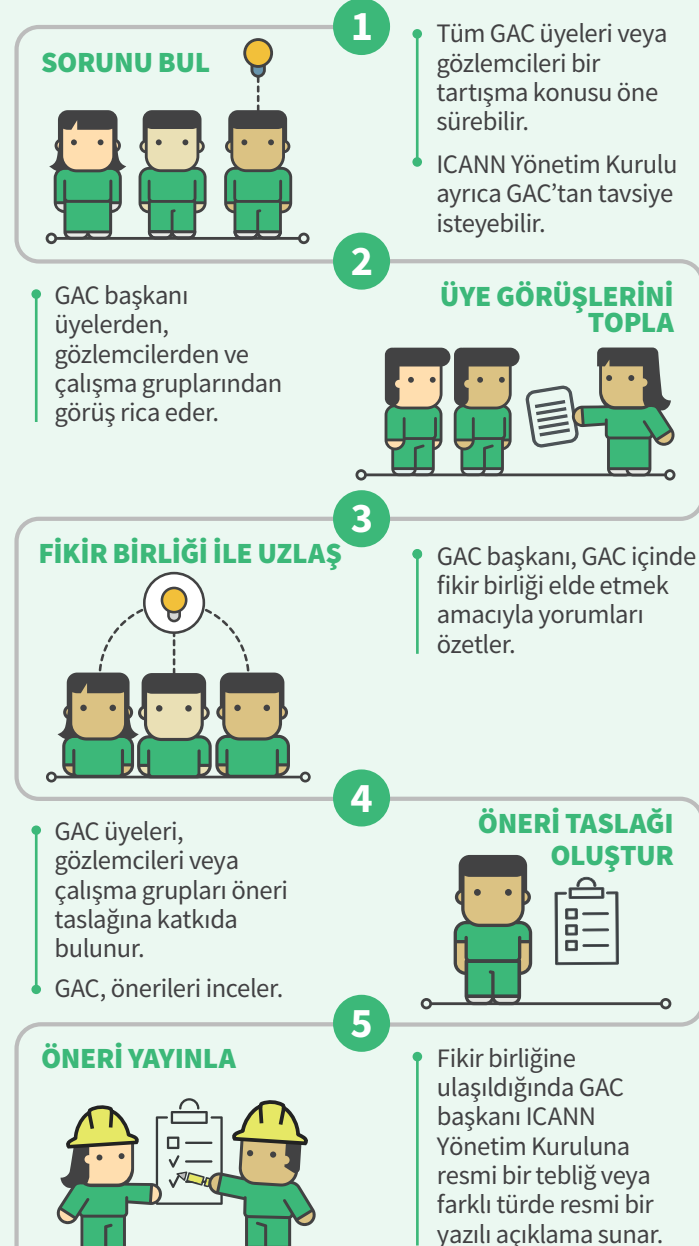 1
SORUNU BUL
Tüm GAC üyeleri veya
gözlemcileri bir
tartışma konusu öne
sürebilir.
ICANN Yönetim Kurulu
ayrıca GAC’tan tavsiye
isteyebilir.
2
ÜYE GÖRÜŞLERİNİ
TOPLA
GAC başkanı
üyelerden,
gözlemcilerden ve
çalışma gruplarından
görüş rica eder.
3
FİKİR BİRLİĞİ İLE UZLAŞ
GAC başkanı, GAC içinde
fikir birliği elde etmek
amacıyla yorumları
özetler.
4
ÖNERİ TASLAĞI
OLUŞTUR
GAC üyeleri,
gözlemcileri veya
çalışma grupları öneri
taslağına katkıda
bulunur.
GAC, önerileri inceler.
5
ÖNERİ YAYINLA
Fikir birliğine
ulaşıldığında GAC
başkanı ICANN
Yönetim Kuruluna
resmi bir tebliğ veya
farklı türde resmi bir
yazılı açıklama sunar.